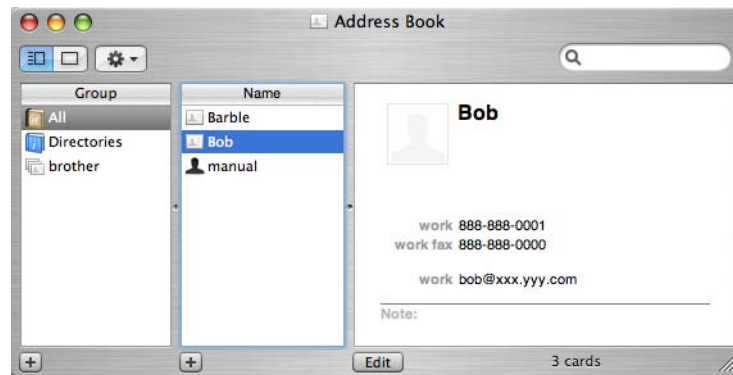 Address Book
Group
All
Directories
brother
Name
Barble
Bob
manual
Bob
work 888-888-0001
work fax 888-888-0000
work bob@xxx.yyy.com
Note:
Edit
3 cards